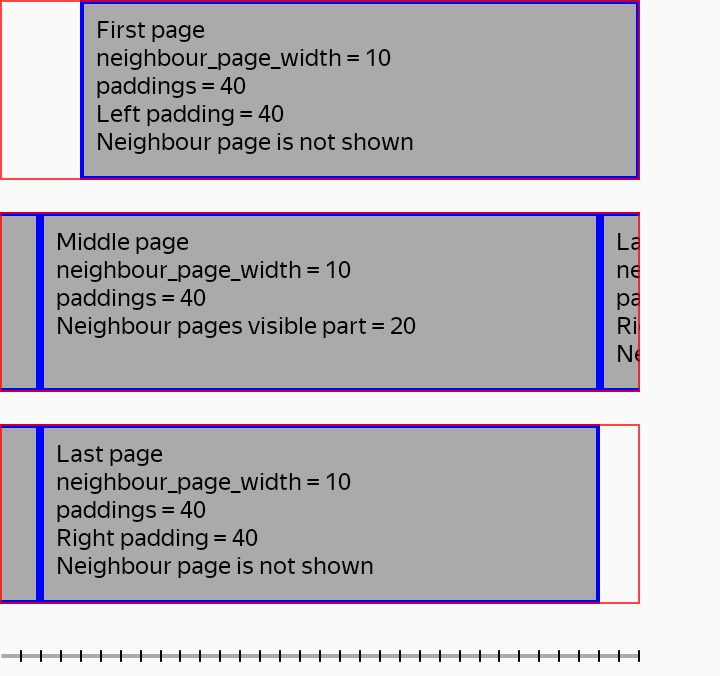 First page
neighbour_page_width = 10
paddings = 40
Left padding = 40
Neighbour page is not shown
Middle page
neighbour_page_width = 10
paddings = 40
Neighbour pages visible part = 20
La
ne
pa
Ri
Ne
Last page
neighbour_page_width = 10
paddings = 40
Right padding = 40
Neighbour page is not shown